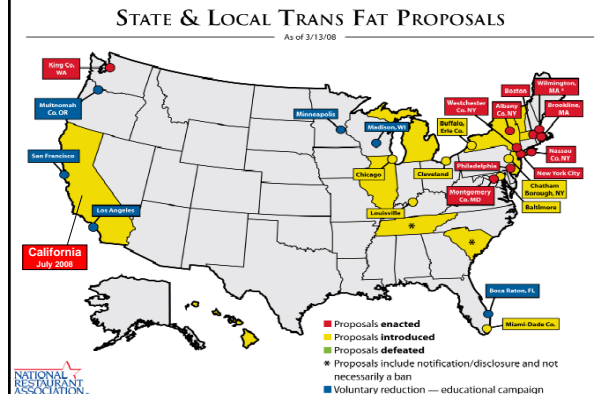 STATE & LOCAL TRANS FAT PROPOSALS
As of 3/13/08
King Co,
WA
Multnomah
Co. OR
San Francisco
Los Angeles
California
July 2008
Minneapolis
Madison, WI
Chicago
Louisville
Cleveland
Buffalo,
Erie Co.
Westchester
Co. NY
Albany
Co. NY
Boston
Wilmington,
MA *
Brookline,
MA
Nassau
Co. NY
New York City
Philadelphia
Chatham
Borough, NY
Baltimore
Montgomery
Co. MD
*
*
Boca Raton, FL
Miami-Dade Co.
Proposals enacted
Proposals introduced
Proposals defeated
* Proposals include notification/disclosure and not
necessarily a ban
Voluntary reduction — educational campaign
NATIONAL
RESTAURANT
ASSOCIATION